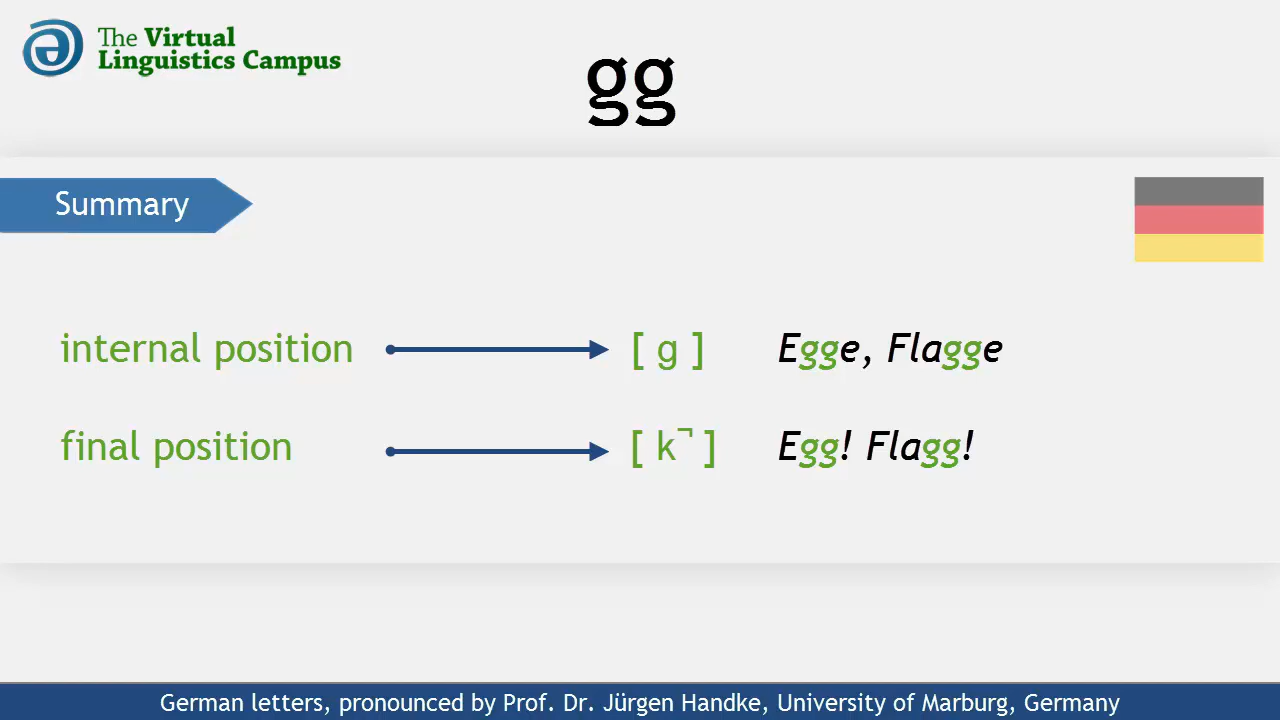 The Virtual
Linguistics Campus
gg
Summary
internal position [ g ] Egge, Flagge
final position [ k̚ ] Egg! Flagg!
German letters, pronounced by Prof. Dr. Jürgen Handke, University of Marburg, Germany